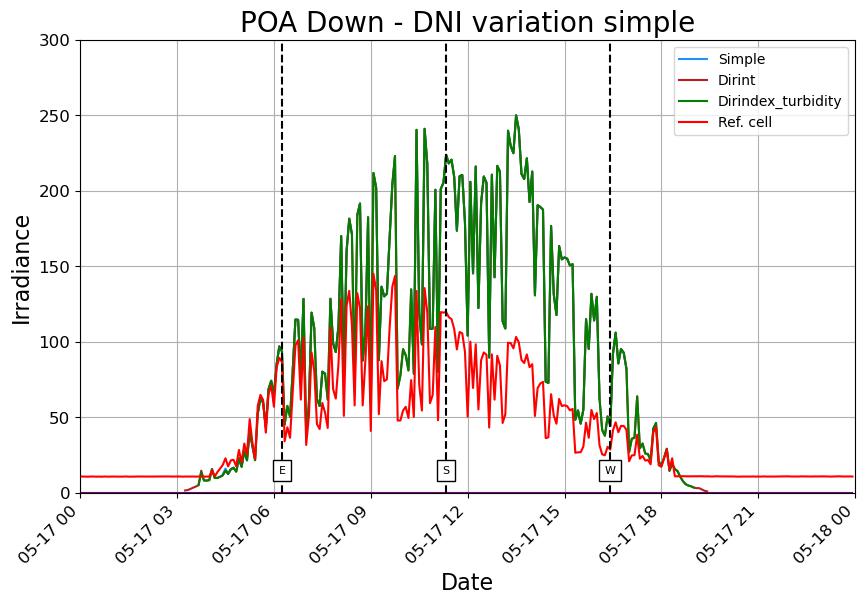 POA Down - DNI variation simple
300
250
200
150
100
50
0
Irradiance
Simple
Dirint
Dirindex_turbidity
Ref. cell
E
S
W
05-17 00
05-17 03
05-17 06
05-17 09
05-17 12
05-17 15
05-17 18
05-17 21
05-18 00
Date